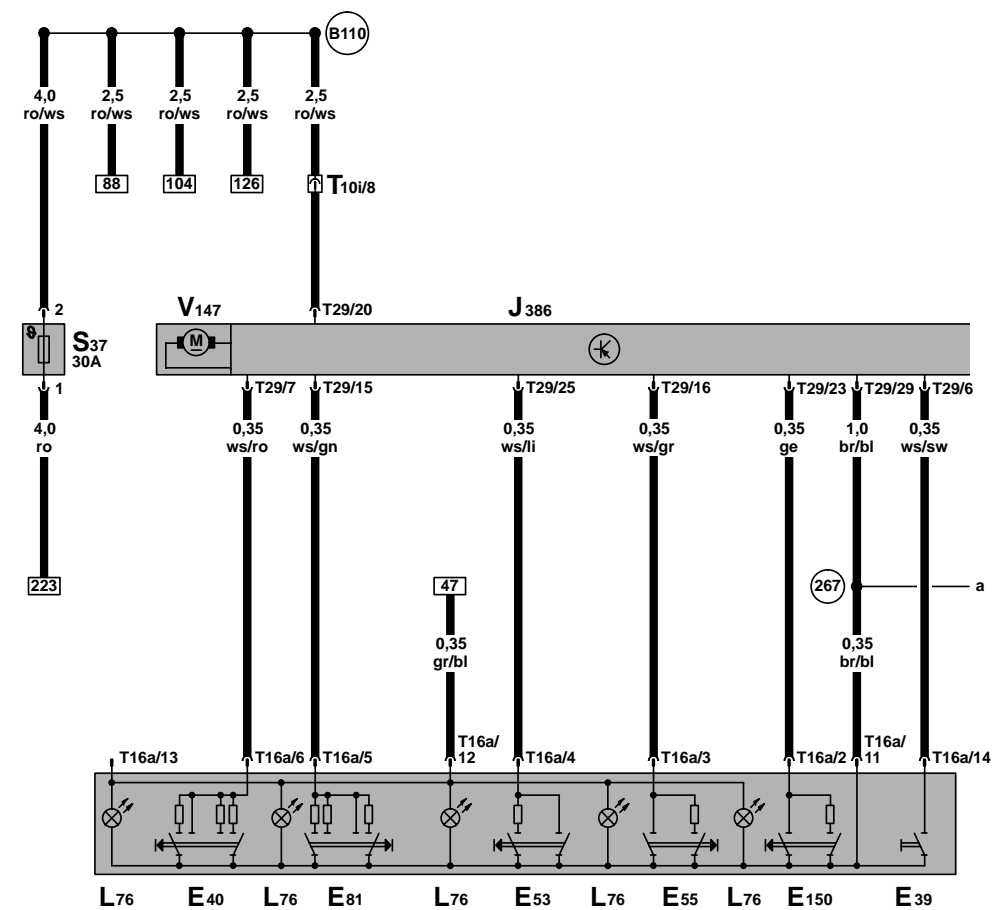 B110
4,0 2,5 2,5 2,5 2,5
ro/ws ro/ws ro/ws ro/ws ro/ws
88 104 126 T10i/8
2 V147 T29/20 J386
S37
30A
M
1 T29/7 T29/15 T29/25 T29/16 T29/23 T29/29 T29/6
4,0 0,35 0,35 0,35 0,35 0,35 1,0 0,35
ro ws/ro ws/gn ws/li ws/gr ge br/bl ws/sw
223 47 267 a
0,35 0,35
gr/bl br/bl
T16a/13 T16a/6 T16a/5 T16a/12 T16a/4 T16a/3 T16a/2 T16a/11 T16a/14
L76 E40 L76 E81 L76 E53 L76 E55 L76 E150 E39